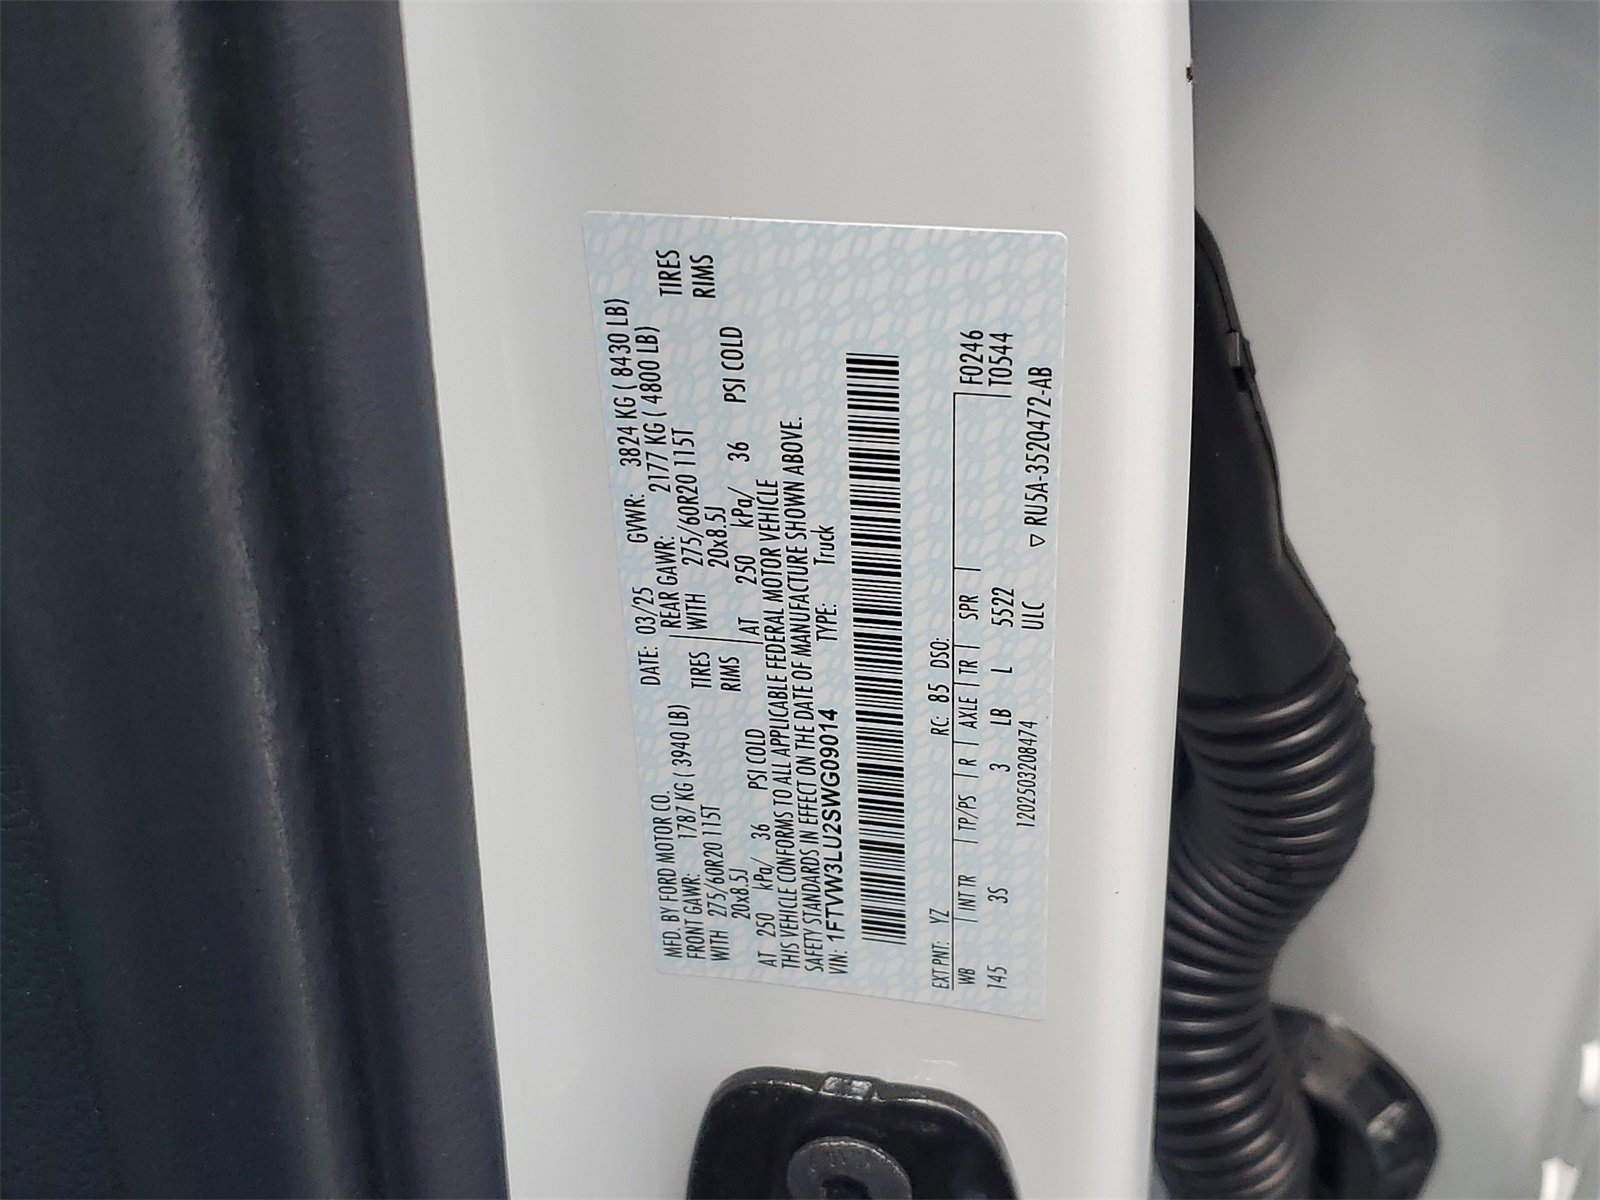 MFD. BY FORD MOTOR CO.
DATE: 03/25 GVWR: 3824 KG ( 8430 LB)
FRONT GAWR: 1787 KG ( 3940 LB)
REAR GAWR: 2177 KG ( 4800 LB)
WITH 275/60R20 115T TIRES
WITH 275/60R20 115T TIRES
20x8.5J RIMS
20x8.5J RIMS
AT 250 kPa/ 36 PSI COLD
AT 250 kPa/ 36 PSI COLD
THIS VEHICLE CONFORMS TO ALL APPLICABLE FEDERAL MOTOR VEHICLE
SAFETY STANDARDS IN EFFECT ON THE DATE OF MANUFACTURE SHOWN ABOVE.
VIN: 1FTVW3LU2SWG09014 TYPE: Truck
EXT PNT: YZ RC: 85 DSO:
WB | INT TR | TP/PS | R | AXLE | TR | SPR | F0246
145 3S 3 LB L 5522 T0544
1202503208474 ULC ▽ RU5A-3520472-AB